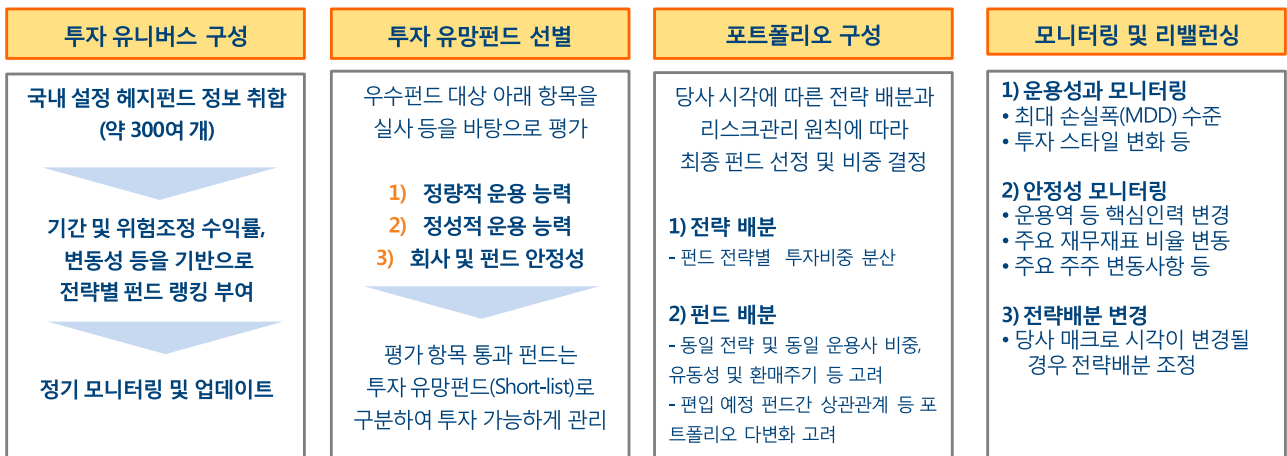 투자 유니버스 구성
국내 설정 헤지펀드 정보 취합
(약 300여 개)
기간 및 위험조정 수익률,
변동성 등을 기반으로
전략별 펀드 랭킹 부여
정기 모니터링 및 업데이트
투자 유망펀드 선별
우수펀드 대상 아래 항목을
실사 등을 바탕으로 평가
1) 정량적 운용 능력
2) 정성적 운용 능력
3) 회사 및 펀드 안정성
평가 항목 통과 펀드는
투자 유망펀드(Short-list)로
구분하여 투자 가능하게 관리
포트폴리오 구성
당사 시각에 따른 전략 배분과
리스크관리 원칙에 따라
최종 펀드 선정 및 비중 결정
1) 전략 배분
- 펀드 전략별 투자비중 분산
2) 펀드 배분
- 동일 전략 및 동일 운용사 비중,
유동성 및 환매주기 등 고려
- 편입 예정 펀드간 상관관계 등 포
트폴리오 다변화 고려
모니터링 및 리밸런싱
1) 운용성과 모니터링
• 최대 손실폭(MDD) 수준
• 투자 스타일 변화 등
2) 안정성 모니터링
• 운용역 등 핵심인력 변경
• 주요 재무재표 비율 변동
• 주요 주주 변동사항 등
3) 전략배분 변경
• 당사 매크로 시각이 변경될
경우 전략배분 조정